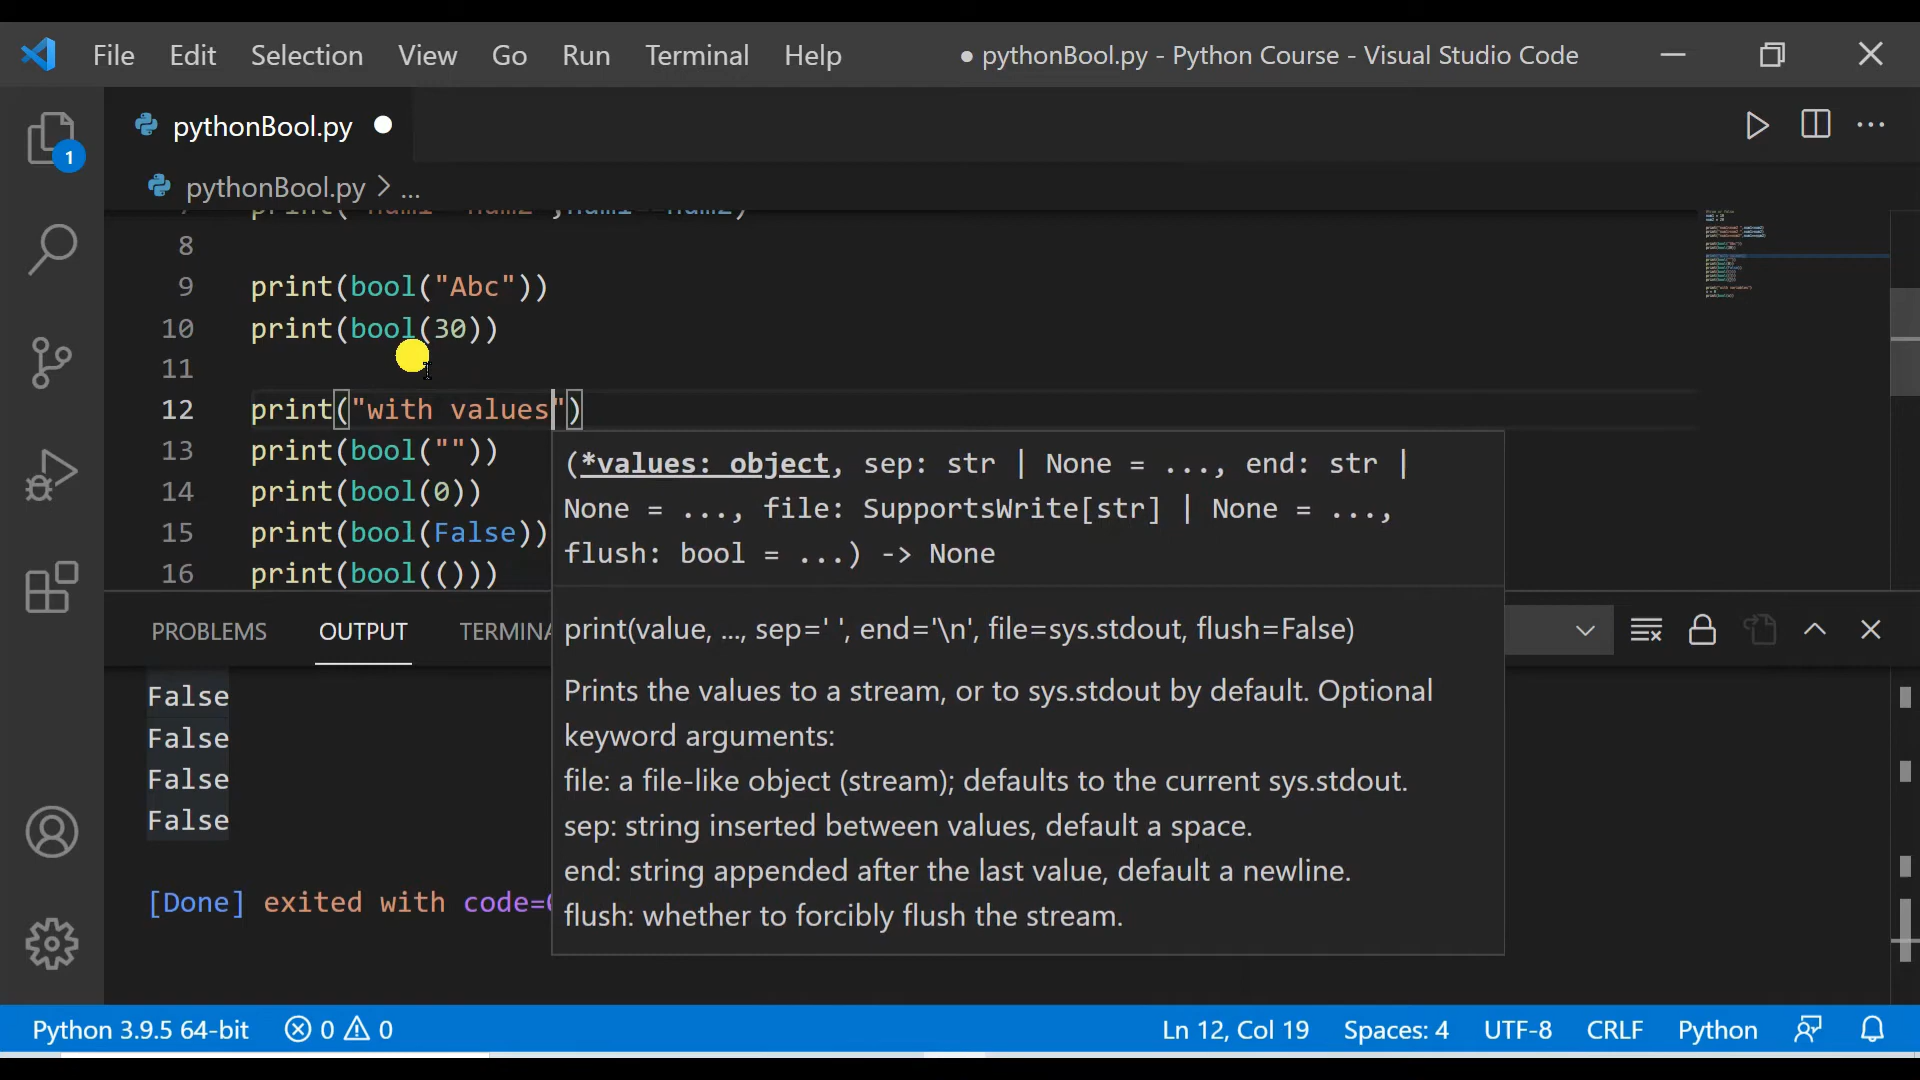 File Edit Selection View Go Run Terminal Help ● pythonBool.py - Python Course - Visual Studio Code
1
pythonBool.py ●
pythonBool.py > ...
8
9 print(bool("Abc"))
10 print(bool(30))
11
12 print("with values")
13 print(bool(""))
14 print(bool(0))
15 print(bool(False))
16 print(bool(()))
(*values: object, sep: str | None = ..., end: str |
None = ..., file: SupportsWrite[str] | None = ...,
flush: bool = ...) -> None
print(value, ..., sep=' ', end='\n', file=sys.stdout, flush=False)
Prints the values to a stream, or to sys.stdout by default. Optional
keyword arguments:
file: a file-like object (stream); defaults to the current sys.stdout.
sep: string inserted between values, default a space.
end: string appended after the last value, default a newline.
flush: whether to forcibly flush the stream.
PROBLEMS OUTPUT TERMINA
False
False
False
False
[Done] exited with code=
Python 3.9.5 64-bit 0 0 Ln 12, Col 19 Spaces: 4 UTF-8 CRLF Python